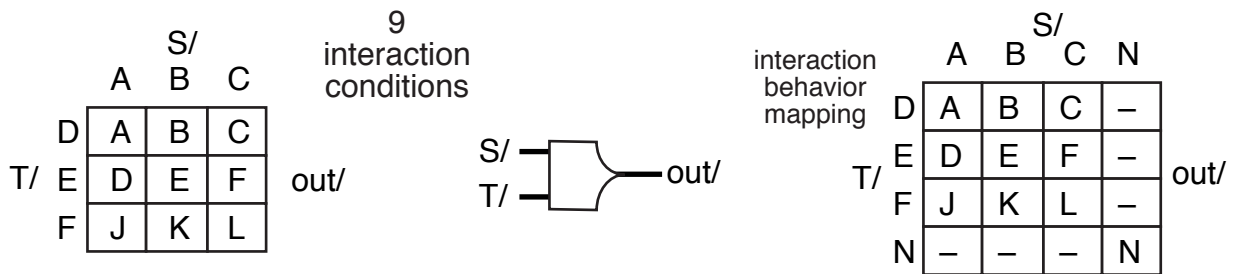 S/
A B C
D A B C
T/ E D E F out/
F J K L
9
interaction
conditions
S/
T/
out/
interaction
behavior
mapping
S/
A B C N
D A B C –
E D E F –
T/ out/
F J K L –
N – – – N